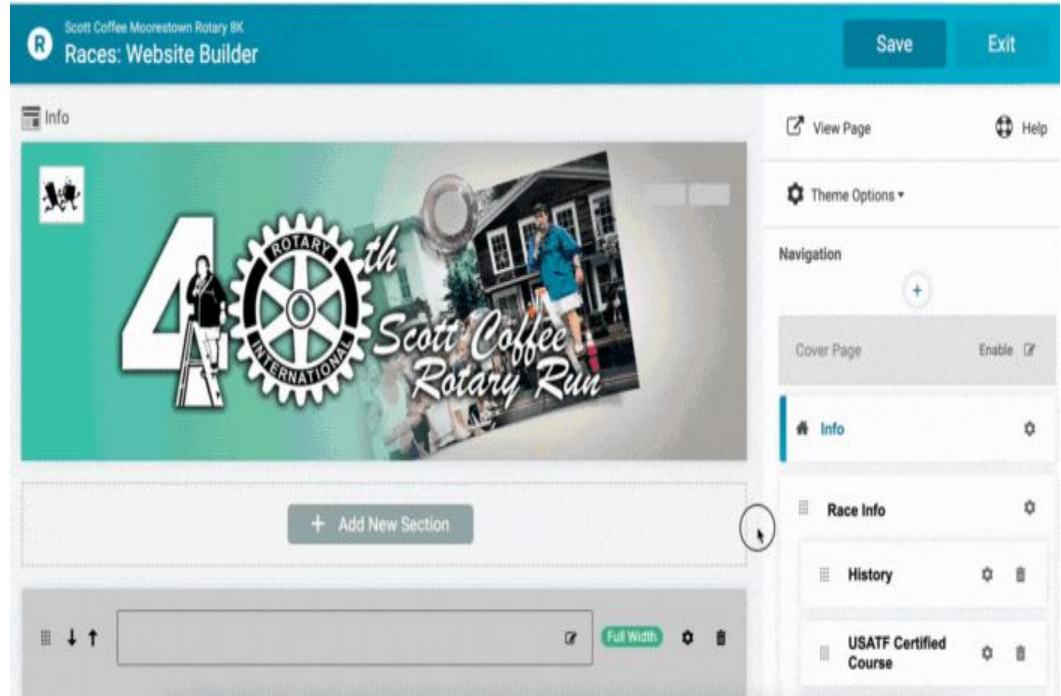 R
Scott Coffee Moorestown Rotary 8K
Races: Website Builder
Save
Exit
Info
40th
ROTARY
INTERNATIONAL
Scott Coffee
Rotary Run
+ Add New Section
Full Width
View Page
Help
Theme Options
Navigation
+
Cover Page
Enable
Info
Race Info
History
USATF Certified
Course